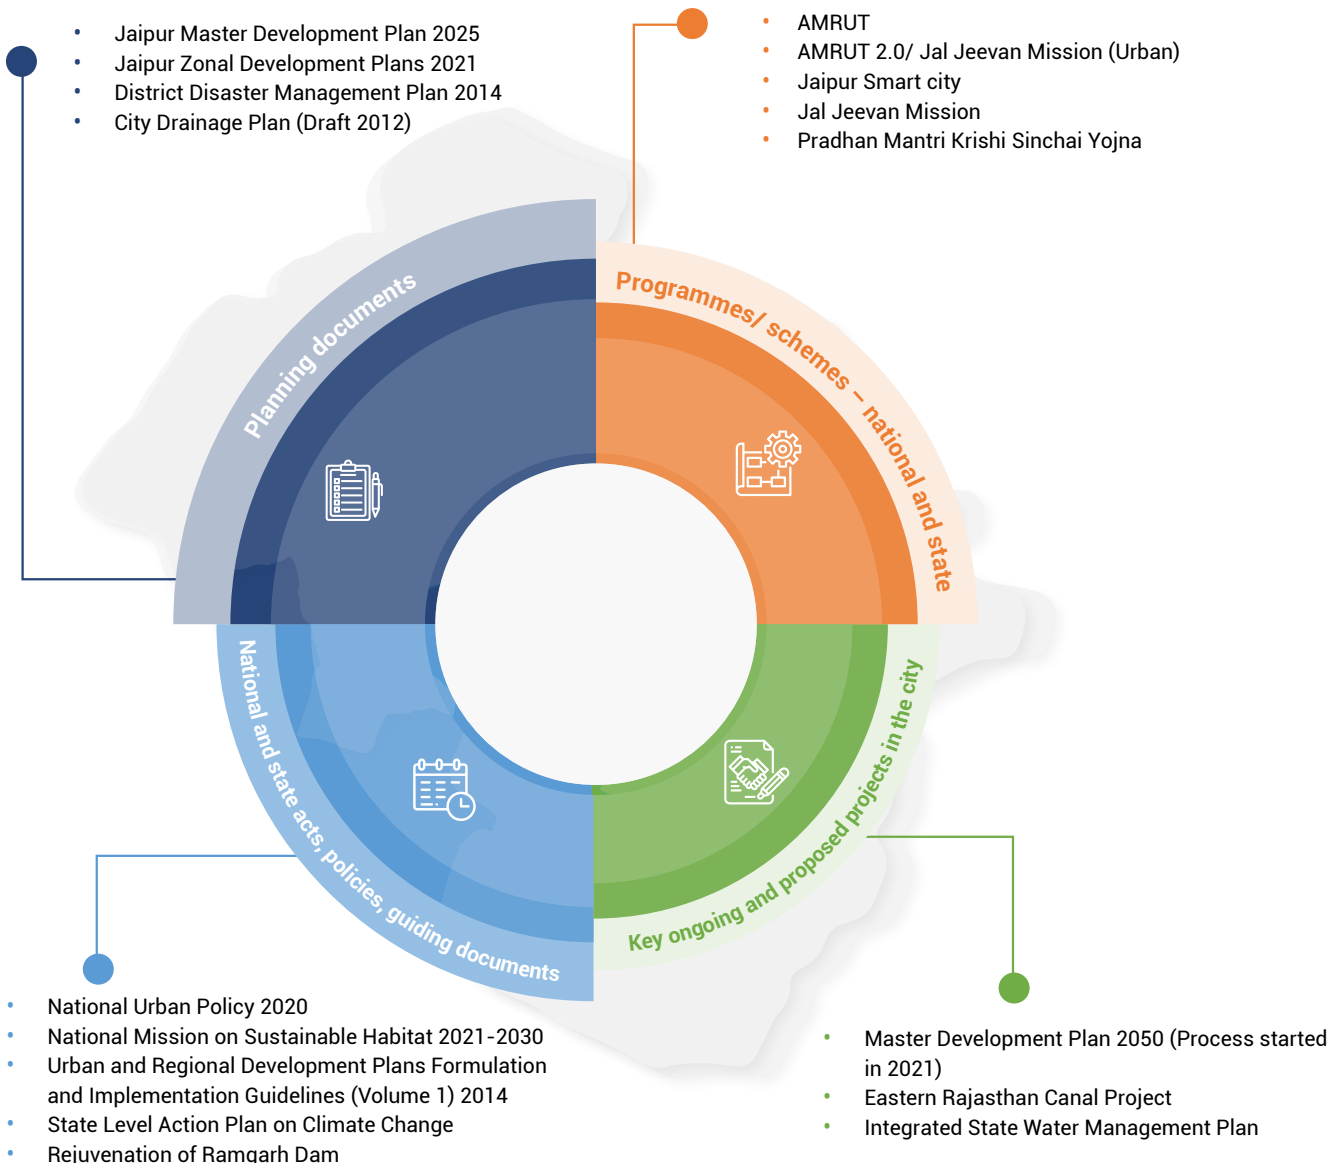 Jaipur Master Development Plan 2025
Jaipur Zonal Development Plans 2021
District Disaster Management Plan 2014
City Drainage Plan (Draft 2012)
AMRUT
AMRUT 2.0/ Jal Jeevan Mission (Urban)
Jaipur Smart city
Jal Jeevan Mission
Pradhan Mantri Krishi Sinchai Yojna
Planning documents
Programmes/ schemes – national and state
National and state acts, policies, guiding documents
Key ongoing and proposed projects in the city
National Urban Policy 2020
National Mission on Sustainable Habitat 2021-2030
Urban and Regional Development Plans Formulation
and Implementation Guidelines (Volume 1) 2014
State Level Action Plan on Climate Change
Rejuvenation of Ramgarh Dam
Master Development Plan 2050 (Process started
in 2021)
Eastern Rajasthan Canal Project
Integrated State Water Management Plan